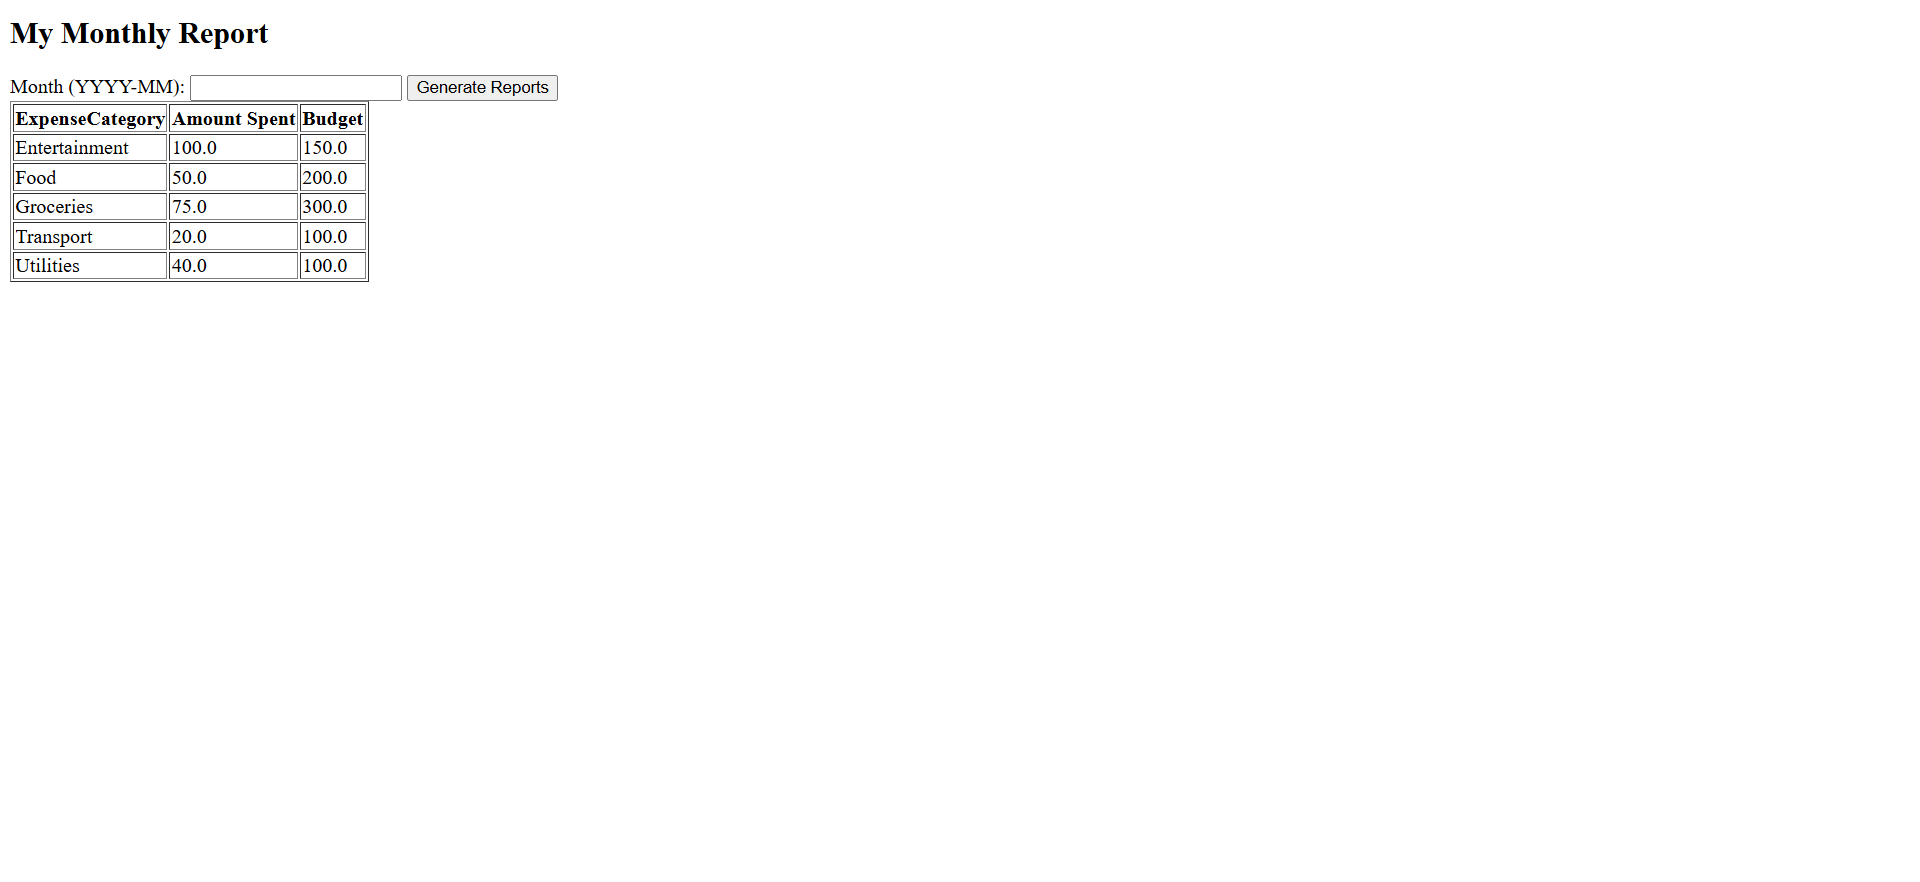 My Monthly Report
Month (YYYY-MM): Generate Reports
ExpenseCategory Amount Spent Budget
Entertainment 100.0 150.0
Food 50.0 200.0
Groceries 75.0 300.0
Transport 20.0 100.0
Utilities 40.0 100.0